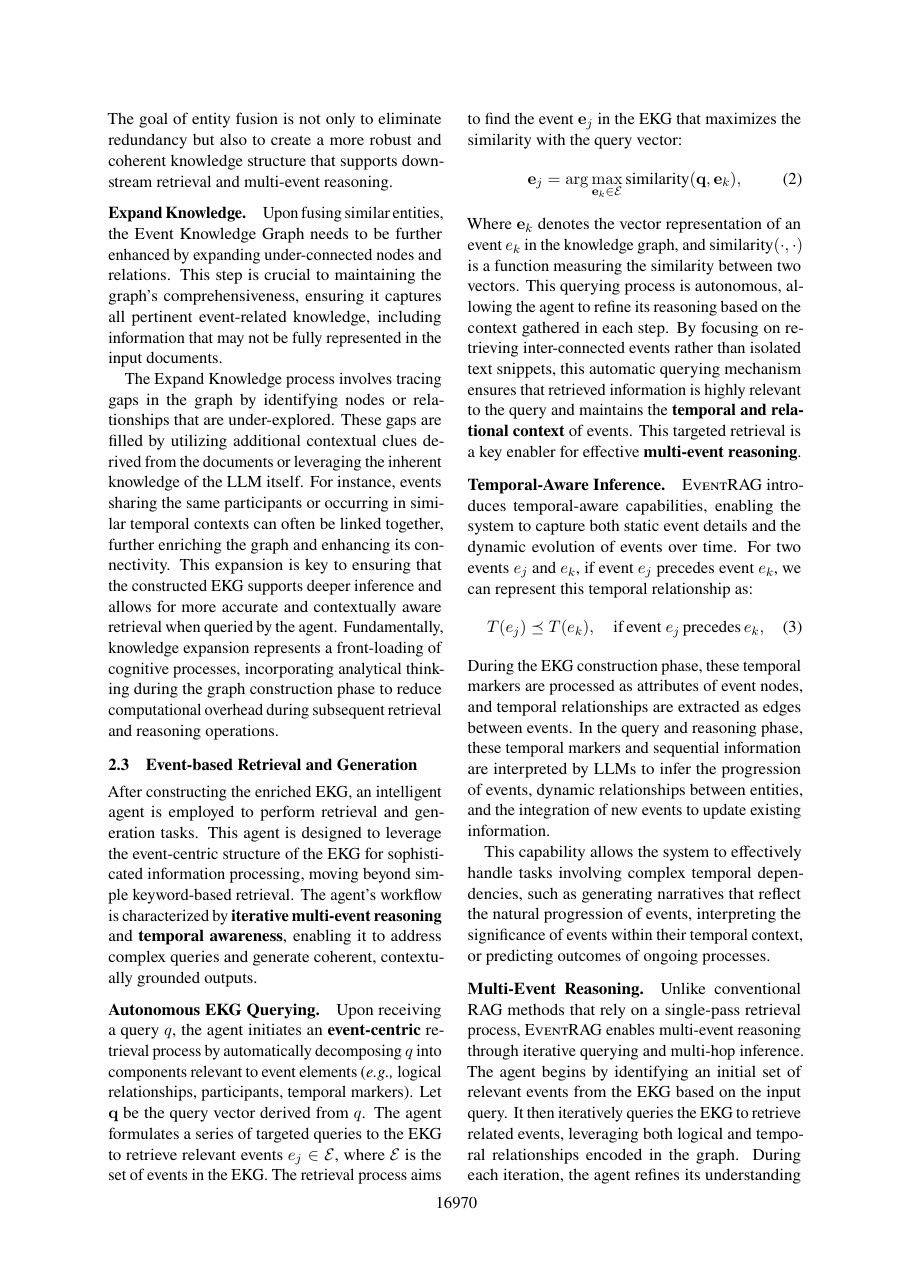 The goal of entity fusion is not only to eliminate
redundancy but also to create a more robust and
coherent knowledge structure that supports down-
stream retrieval and multi-event reasoning.
Expand Knowledge. Upon fusing similar entities,
the Event Knowledge Graph needs to be further
enhanced by expanding under-connected nodes and
relations. This step is crucial to maintaining the
graph's comprehensiveness, ensuring it captures
all pertinent event-related knowledge, including
information that may not be fully represented in the
input documents.
The Expand Knowledge process involves tracing
gaps in the graph by identifying nodes or rela-
tionships that are under-explored. These gaps are
filled by utilizing additional contextual clues de-
rived from the documents or leveraging the inherent
knowledge of the LLM itself. For instance, events
sharing the same participants or occurring in simi-
lar temporal contexts can often be linked together,
further enriching the graph and enhancing its con-
nectivity. This expansion is key to ensuring that
the constructed EKG supports deeper inference and
allows for more accurate and contextually aware
retrieval when queried by the agent. Fundamentally,
knowledge expansion represents a front-loading of
cognitive processes, incorporating analytical think-
ing during the graph construction phase to reduce
computational overhead during subsequent retrieval
and reasoning operations.
2.3 Event-based Retrieval and Generation
After constructing the enriched EKG, an intelligent
agent is employed to perform retrieval and gen-
eration tasks. This agent is designed to leverage
the event-centric structure of the EKG for sophisti-
cated information processing, moving beyond sim-
ple keyword-based retrieval. The agent's workflow
is characterized by iterative multi-event reasoning
and temporal awareness, enabling it to address
complex queries and generate coherent, contextu-
ally grounded outputs.
Autonomous EKG Querying. Upon receiving
a query q, the agent initiates an event-centric re-
trieval process by automatically decomposing q into
components relevant to event elements (e.g., logical
relationships, participants, temporal markers). Let
q be the query vector derived from q. The agent
formulates a series of targeted queries to the EKG
to retrieve relevant events e_j ∈ ℰ, where ℰ is the
set of events in the EKG. The retrieval process aims
to find the event e_j in the EKG that maximizes the
similarity with the query vector:
e_j = arg max_{e_k∈ℰ} similarity(q, e_k), (2)
Where e_k denotes the vector representation of an
event e_k in the knowledge graph, and similarity(·, ·)
is a function measuring the similarity between two
vectors. This querying process is autonomous, al-
lowing the agent to refine its reasoning based on the
context gathered in each step. By focusing on re-
trieving inter-connected events rather than isolated
text snippets, this automatic querying mechanism
ensures that retrieved information is highly relevant
to the query and maintains the temporal and rela-
tional context of events. This targeted retrieval is
a key enabler for effective multi-event reasoning.
Temporal-Aware Inference. EVENTRAG intro-
duces temporal-aware capabilities, enabling the
system to capture both static event details and the
dynamic evolution of events over time. For two
events e_j and e_k, if event e_j precedes event e_k, we
can represent this temporal relationship as:
T(e_j) ⪯ T(e_k), if event e_j precedes e_k, (3)
During the EKG construction phase, these temporal
markers are processed as attributes of event nodes,
and temporal relationships are extracted as edges
between events. In the query and reasoning phase,
these temporal markers and sequential information
are interpreted by LLMs to infer the progression
of events, dynamic relationships between entities,
and the integration of new events to update existing
information.
This capability allows the system to effectively
handle tasks involving complex temporal depen-
dencies, such as generating narratives that reflect
the natural progression of events, interpreting the
significance of events within their temporal context,
or predicting outcomes of ongoing processes.
Multi-Event Reasoning. Unlike conventional
RAG methods that rely on a single-pass retrieval
process, EVENTRAG enables multi-event reasoning
through iterative querying and multi-hop inference.
The agent begins by identifying an initial set of
relevant events from the EKG based on the input
query. It then iteratively queries the EKG to retrieve
related events, leveraging both logical and tempo-
ral relationships encoded in the graph. During
each iteration, the agent refines its understanding
16970